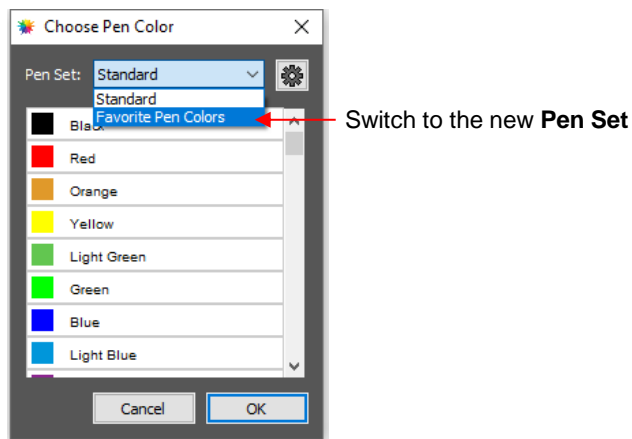 Choose Pen Color
Pen Set: Standard
Standard
Favorite Pen Colors
Switch to the new Pen Set
Black
Red
Orange
Yellow
Light Green
Green
Blue
Light Blue
Cancel OK